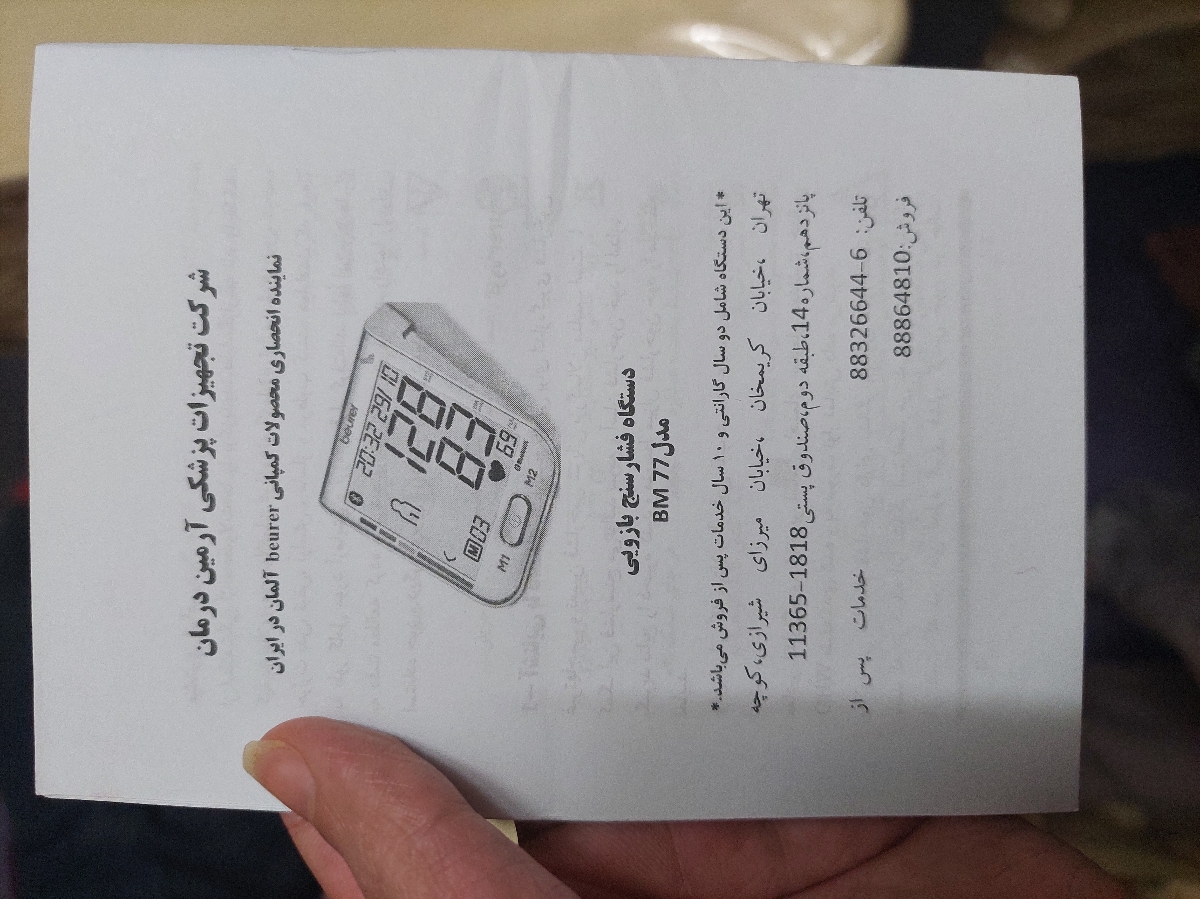 شرکت تجهیزات پزشکی آرمین درمان
نماینده انحصاری محصولات کمپانی beurer آلمان در ایران
beurer
20:32 29/10
128
83
69
M 03
M1
M2
دستگاه فشارسنج بازویی
مدل BM 77
* این دستگاه شامل دو سال گارانتی و ۱۰ سال خدمات پس از فروش می‌باشد.*
تهران ،خیابان کریمخان ،خیابان میرزای شیرازی،کوچه
پانزدهم،شماره14،طبقه دوم،صندوق پستی
11365-1818
تلفن: 88326644-6 خدمات پس از
فروش:88864810